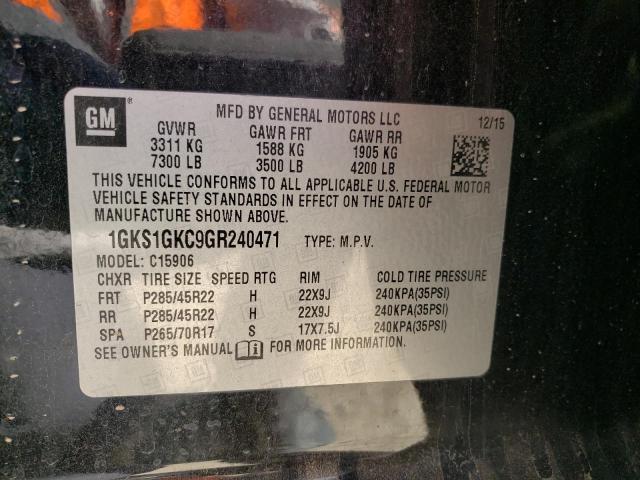 GM ®
MFD BY GENERAL MOTORS LLC 12/15
GVWR GAWR FRT GAWR RR
3311 KG 1588 KG 1905 KG
7300 LB 3500 LB 4200 LB
THIS VEHICLE CONFORMS TO ALL APPLICABLE U.S. FEDERAL MOTOR
VEHICLE SAFETY STANDARDS IN EFFECT ON THE DATE OF
MANUFACTURE SHOWN ABOVE.
1GKS1GKC9GR240471 TYPE: M.P.V.
MODEL: C15906
CHXR TIRE SIZE SPEED RTG RIM COLD TIRE PRESSURE
FRT P285/45R22 H 22X9J 240KPA(35PSI)
RR P285/45R22 H 22X9J 240KPA(35PSI)
SPA P265/70R17 S 17X7.5J 240KPA(35PSI)
SEE OWNER'S MANUAL FOR MORE INFORMATION.